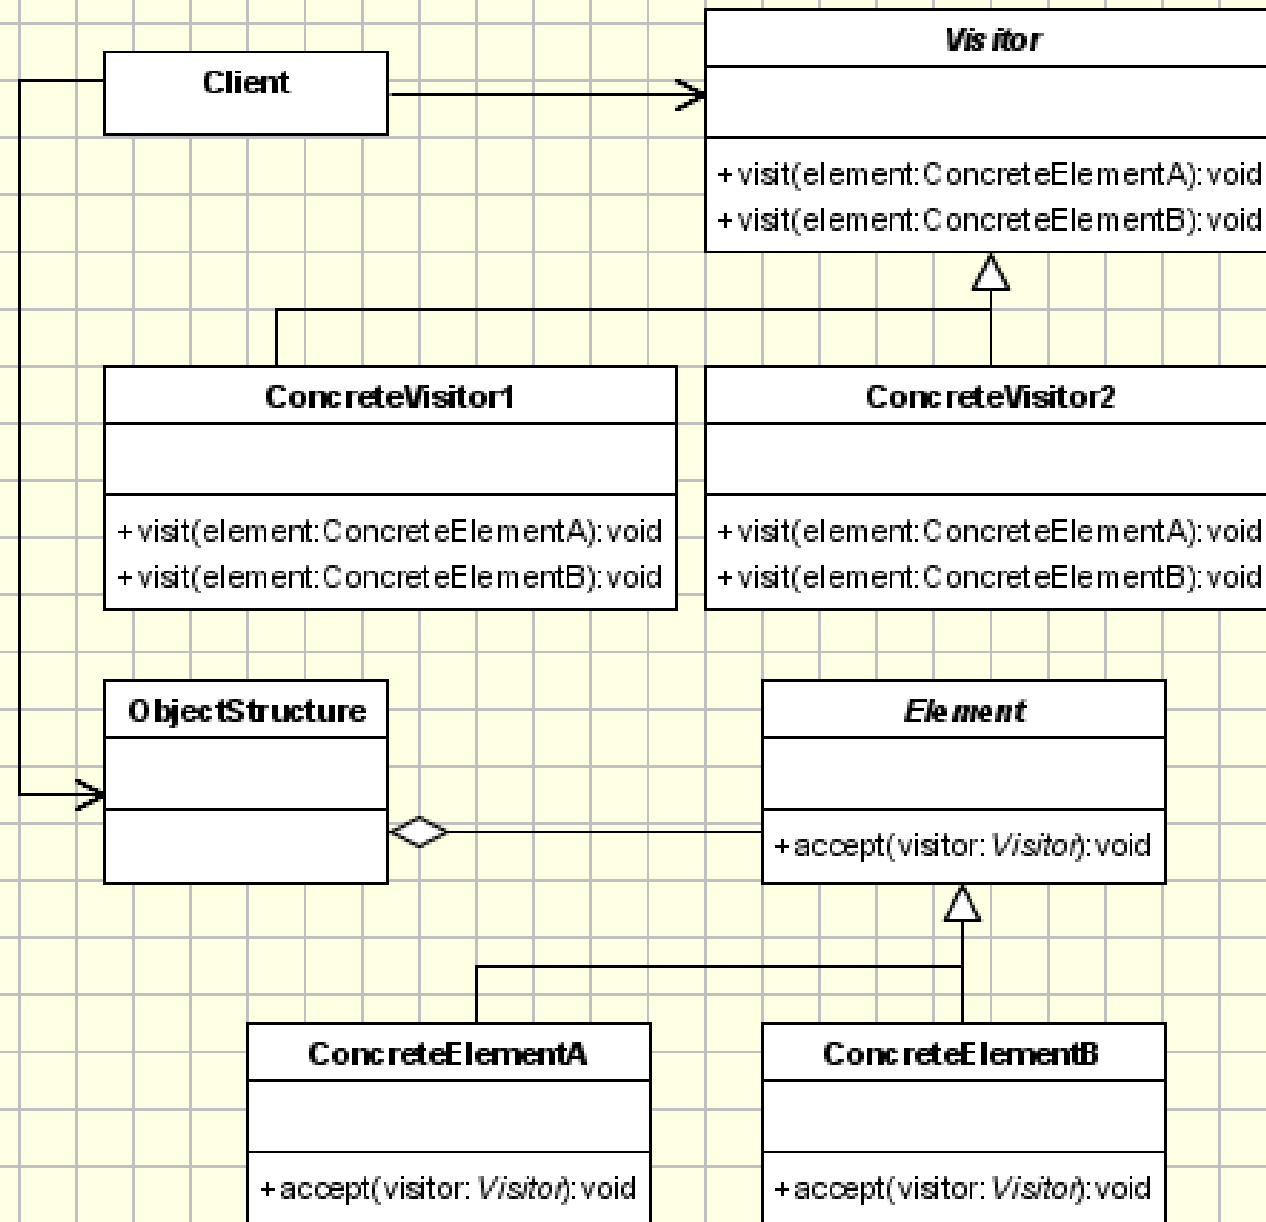 Client
Visitor
+visit(element:ConcreteElementA):void
+visit(element:ConcreteElementB):void
ConcreteVisitor1
+visit(element:ConcreteElementA):void
+visit(element:ConcreteElementB):void
ConcreteVisitor2
+visit(element:ConcreteElementA):void
+visit(element:ConcreteElementB):void
ObjectStructure
Element
+accept(visitor:Visitor):void
ConcreteElementA
+accept(visitor:Visitor):void
ConcreteElementB
+accept(visitor:Visitor):void